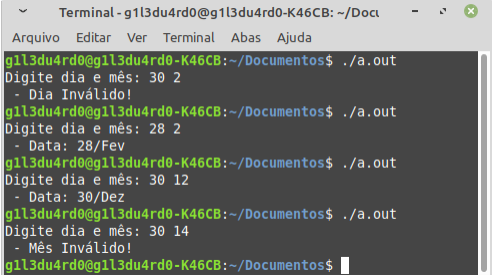 Terminal - g1l3du4rd0@g1l3du4rd0-K46CB: ~/Docu
Arquivo Editar Ver Terminal Abas Ajuda
g1l3du4rd0@g1l3du4rd0-K46CB:~/Documentos$ ./a.out
Digite dia e mês: 30 2
- Dia Inválido!
g1l3du4rd0@g1l3du4rd0-K46CB:~/Documentos$ ./a.out
Digite dia e mês: 28 2
- Data: 28/Fev
g1l3du4rd0@g1l3du4rd0-K46CB:~/Documentos$ ./a.out
Digite dia e mês: 30 12
- Data: 30/Dez
g1l3du4rd0@g1l3du4rd0-K46CB:~/Documentos$ ./a.out
Digite dia e mês: 30 14
- Mês Inválido!
g1l3du4rd0@g1l3du4rd0-K46CB:~/Documentos$